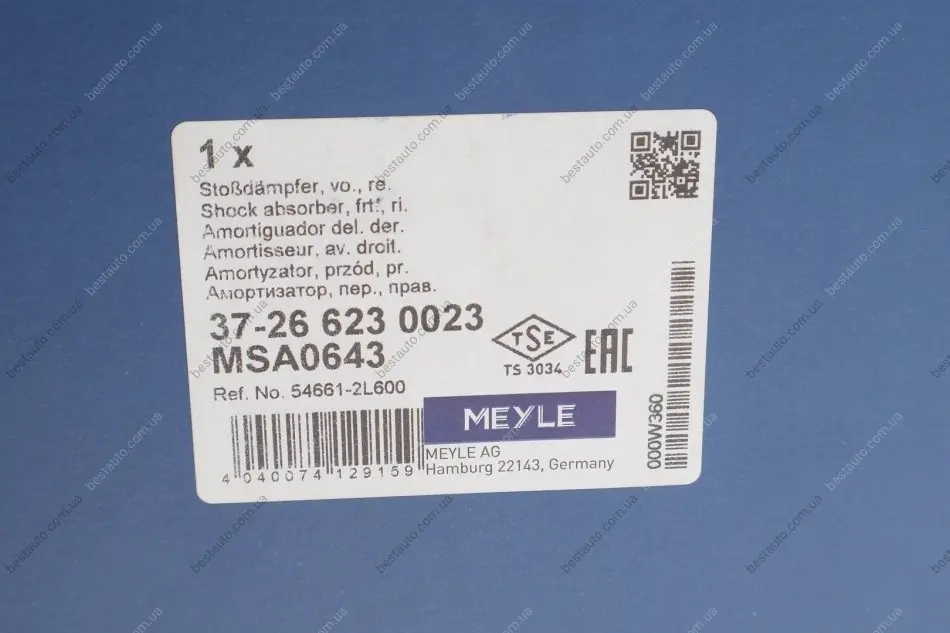 1 x
Stoßdämpfer, vo., re.
Shock absorber, frt., ri.
Amortiguador del. der.
Amortisseur, av. droit.
Amortyzator, przód, pr.
Амортизатор, пер., прав.
37-26 623 0023
MSA0643
Ref. No. 54661-2L600
4 040074 129159
TSE
TS 3034
EAC
MEYLE
MEYLE AG
Hamburg 22143, Germany
000W360
bestauto.com.ua